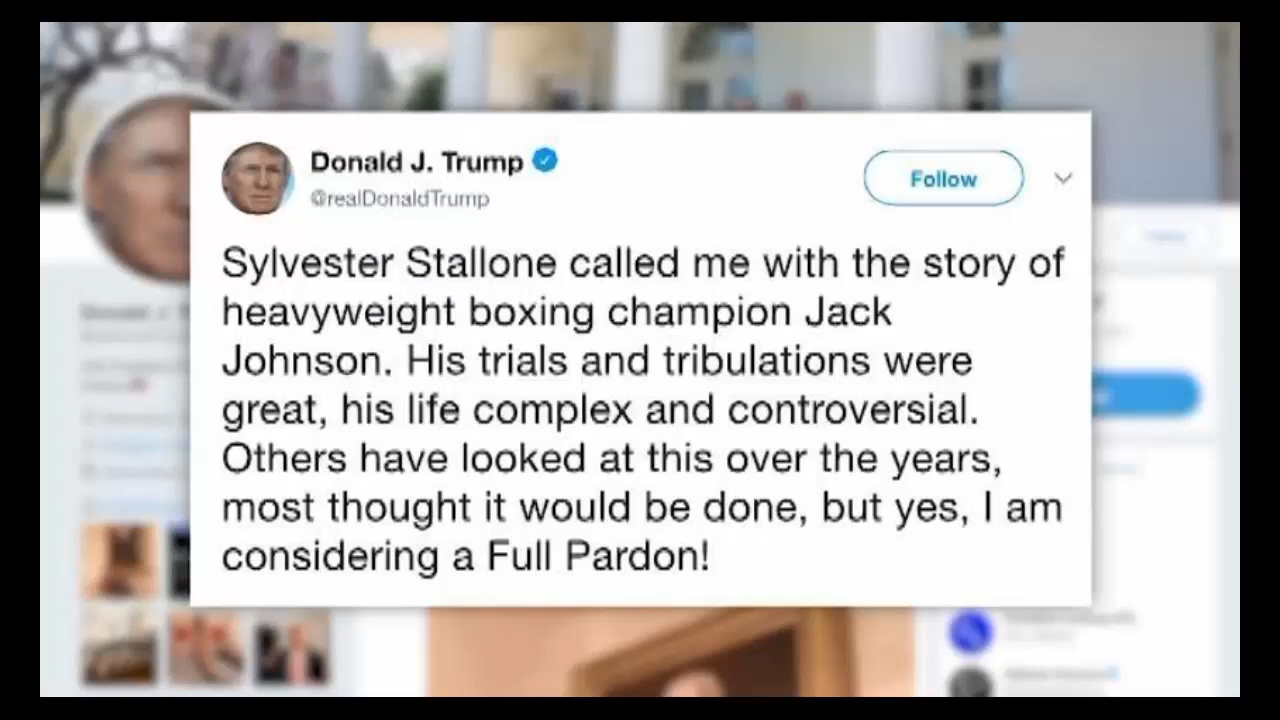 Donald J. Trump
@realDonaldTrump
Follow
Sylvester Stallone called me with the story of
heavyweight boxing champion Jack
Johnson. His trials and tribulations were
great, his life complex and controversial.
Others have looked at this over the years,
most thought it would be done, but yes, I am
considering a Full Pardon!